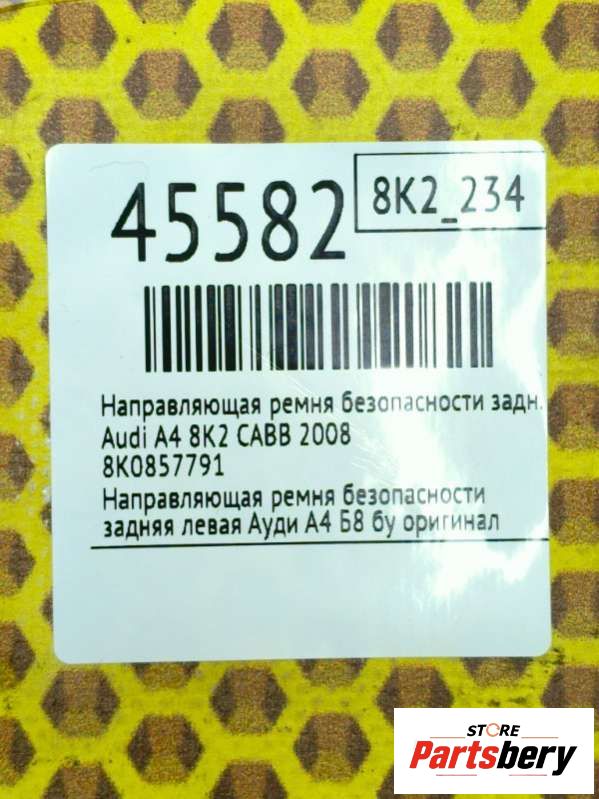 45582
8K2_234
Направляющая ремня безопасности задн.
Audi A4 8K2 CABB 2008
8K0857791
Направляющая ремня безопасности
задняя левая Ауди А4 Б8 бу оригинал
STORE
Partsbery